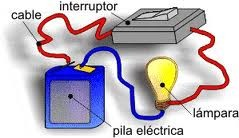 interruptor
cable
lámpara
pila eléctrica